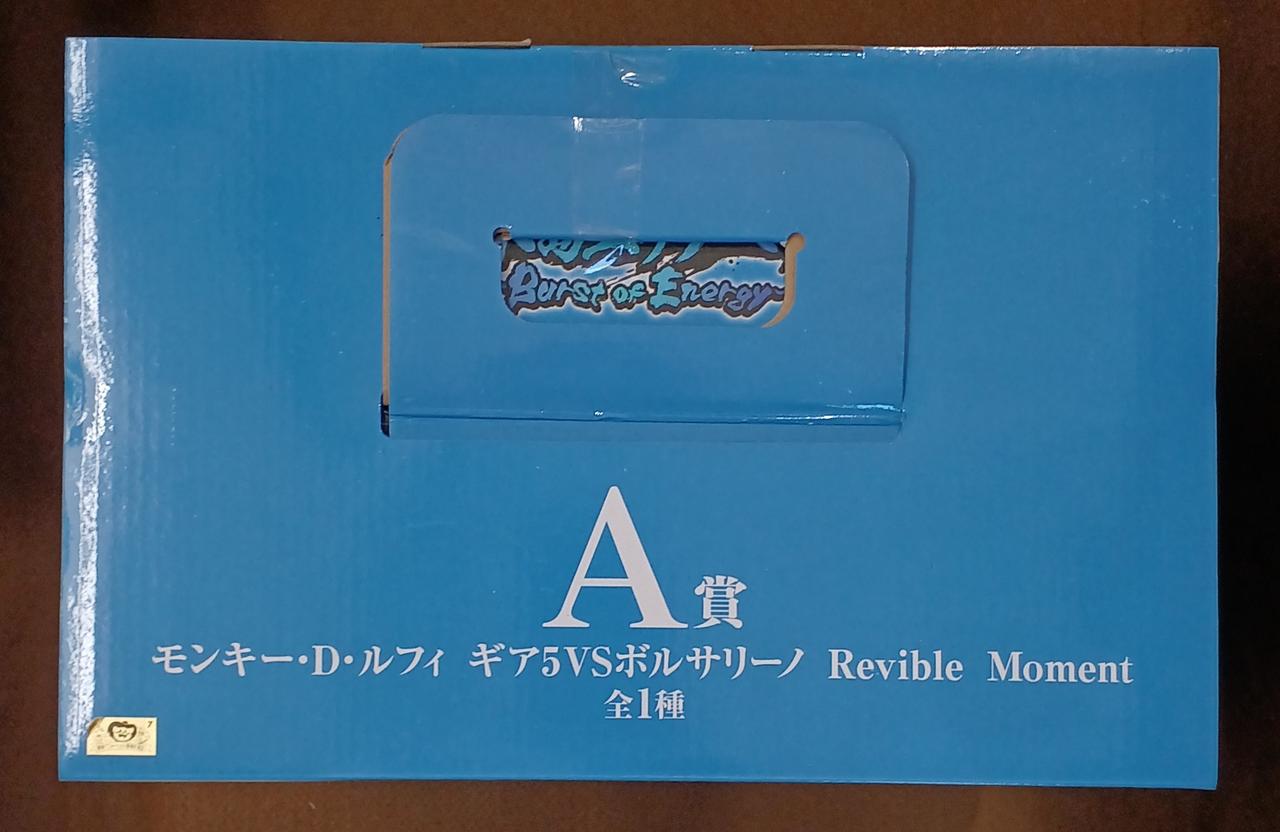 Burst of Energy
A賞
モンキー・D・ルフィ ギア5VSボルサリーノ Revible Moment
全1種